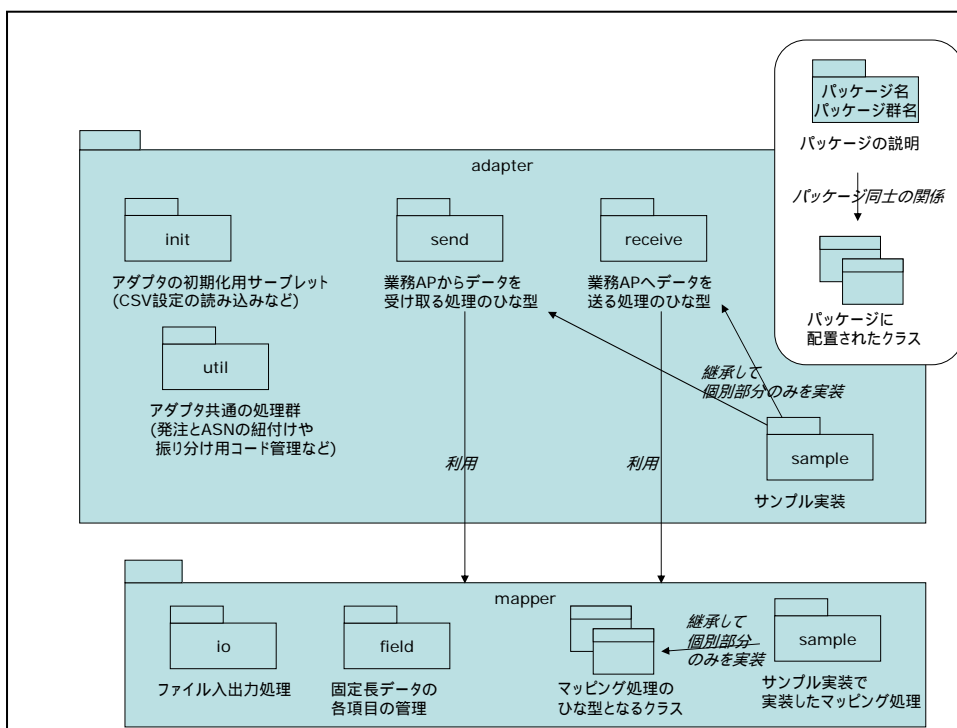 パッケージ名
パッケージ群名
パッケージの説明
パッケージ同士の関係
パッケージに
配置されたクラス
adapter
init
アダプタの初期化用サーブレット
(CSV設定の読み込みなど)
send
業務APからデータを
受け取る処理のひな型
receive
業務APへデータを
送る処理のひな型
util
アダプタ共通の処理群
(発注とASNの紐付けや
振り分け用コード管理など)
継承して
個別部分のみを実装
sample
サンプル実装
利用
利用
mapper
io
ファイル入出力処理
field
固定長データの
各項目の管理
マッピング処理の
ひな型となるクラス
継承して
個別部分
のみを実装
sample
サンプル実装で
実装したマッピング処理